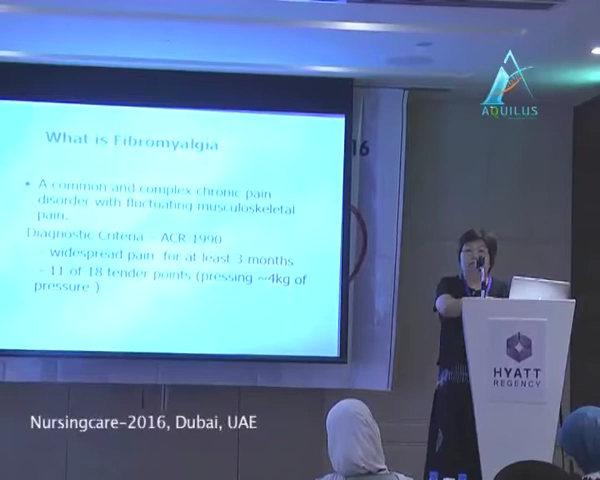 AQUILUS
16
What is Fibromyalgia
• A common and complex chronic pain
disorder with fluctuating musculoskeletal
pain.
Diagnostic Criteria – ACR 1990
- widespread pain for at least 3 months
- 11 of 18 tender points (pressing ~4kg of
pressure )
HYATT
REGENCY
Nursingcare-2016, Dubai, UAE